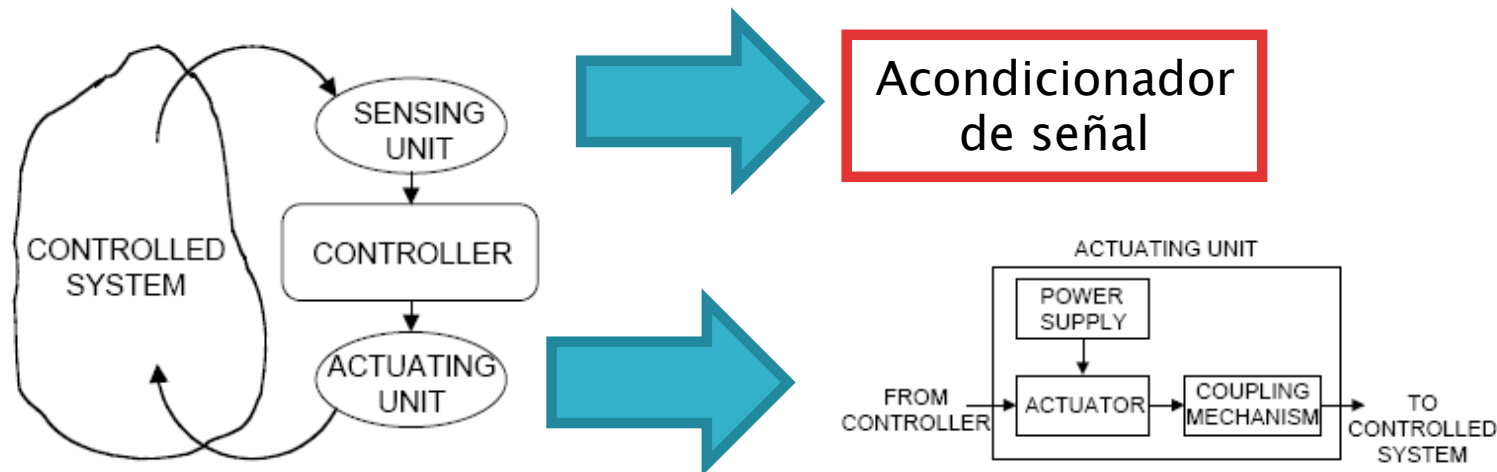 SENSING
UNIT
CONTROLLED
SYSTEM
CONTROLLER
ACTUATING
UNIT
Acondicionador
de señal
ACTUATING UNIT
POWER
SUPPLY
FROM
CONTROLLER
ACTUATOR
COUPLING
MECHANISM
TO
CONTROLLED
SYSTEM